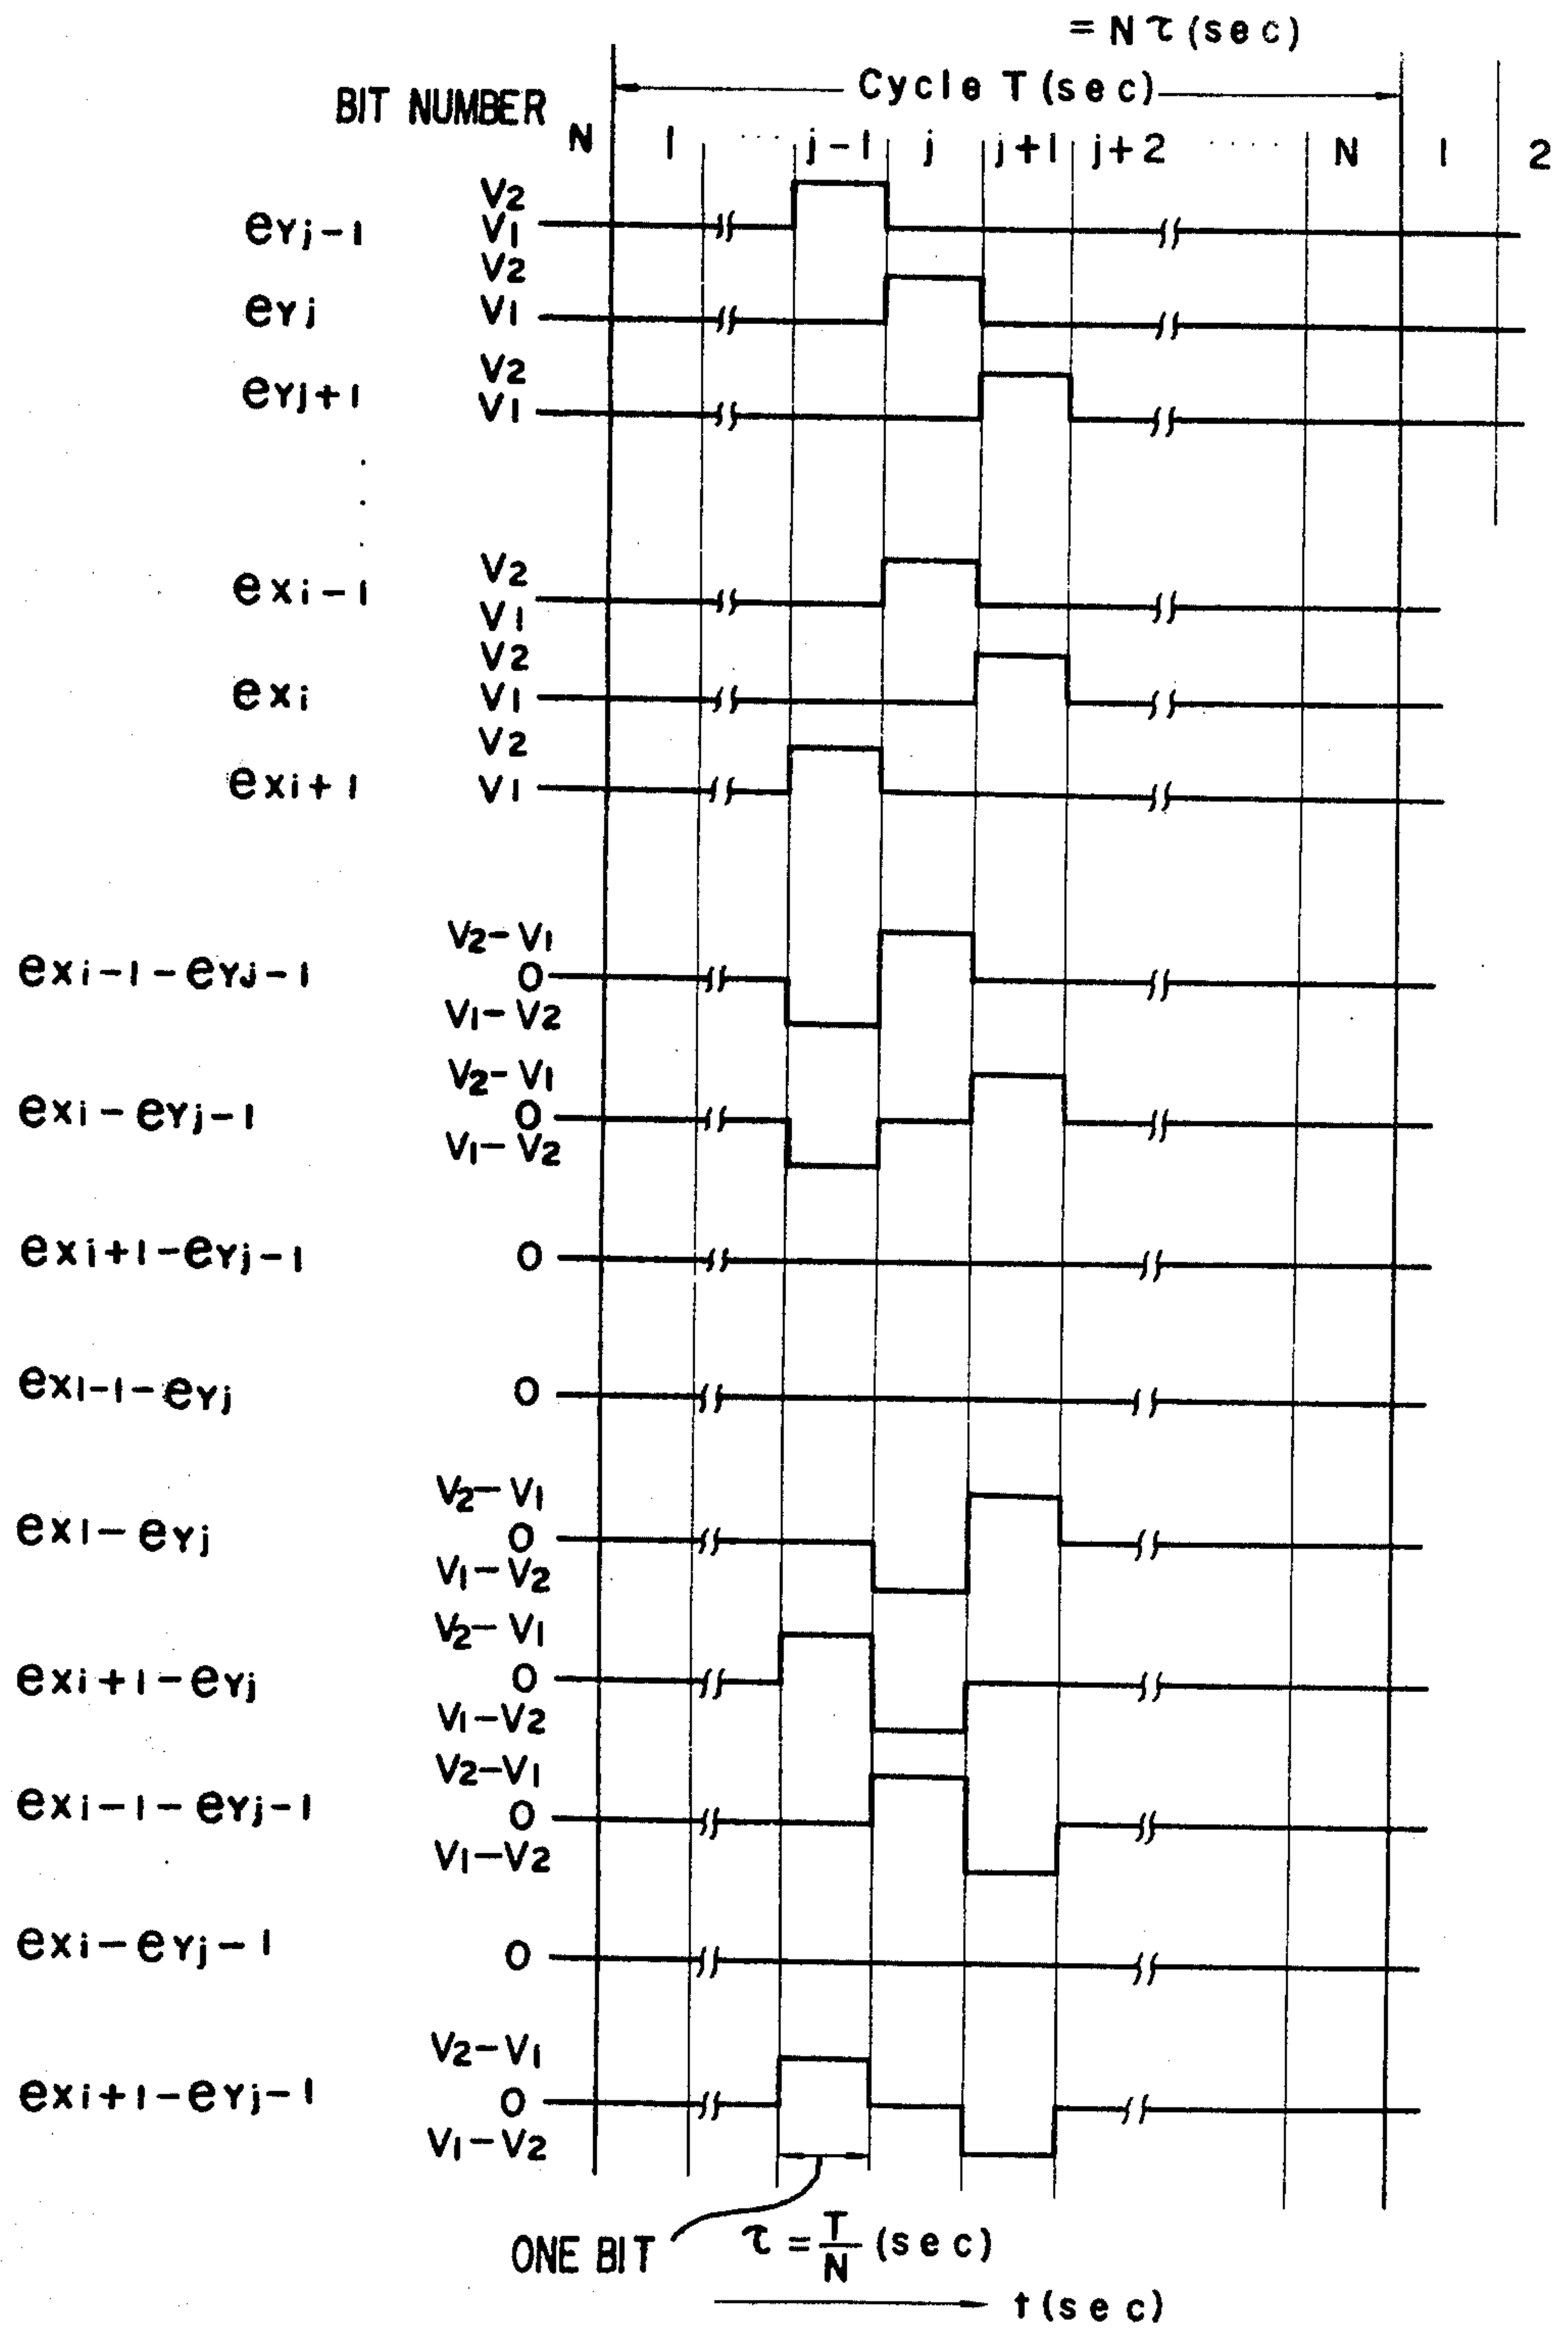 = Nτ (sec)
Cycle T (sec)
BIT NUMBER N 1 ···· j-1 j j+1 j+2 ····· N 1 2
V2
eYj-1 V1
V2
eYj V1
V2
eYj+1 V1
V2
eXi-1
V1
V2
eXi V1
V2
eXi+1 V1
V2-V1
eXi-1-eYj-1 0
V1-V2
V2-V1
eXi-eYj-1 0
V1-V2
eXi+1-eYj-1 0
eX1-1-eYj 0
V2-V1
eX1-eYj 0
V1-V2
V2-V1
eXi+1-eYj 0
V1-V2
V2-V1
eXi-1-eYj-1 0
V1-V2
eXi-eYj-1 0
V2-V1
eXi+1-eYj-1 0
V1-V2
ONE BIT τ = T/N (sec)
t (sec)